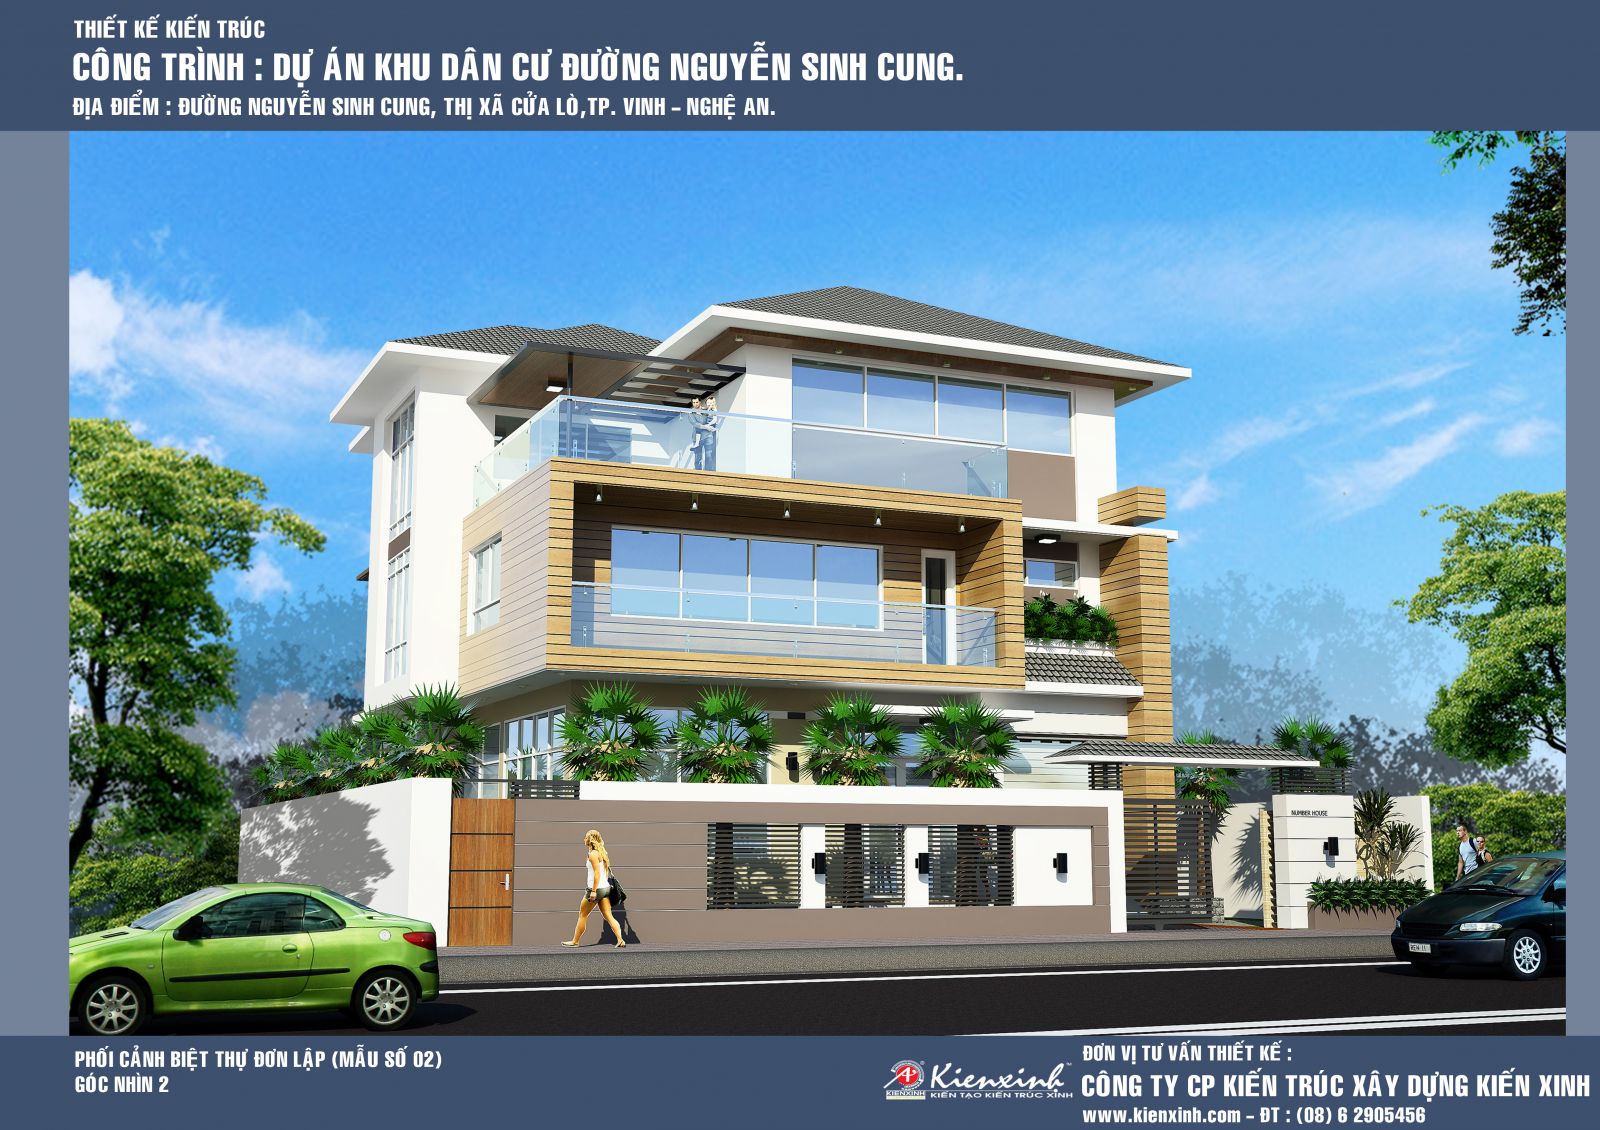 THIẾT KẾ KIẾN TRÚC
CÔNG TRÌNH : DỰ ÁN KHU DÂN CƯ ĐƯỜNG NGUYỄN SINH CUNG.
ĐỊA ĐIỂM : ĐƯỜNG NGUYỄN SINH CUNG, THỊ XÃ CỬA LÒ,TP. VINH – NGHỆ AN.
NUMBER HOUSE
PHỐI CẢNH BIỆT THỰ ĐƠN LẬP (MẪU SỐ 02)
GÓC NHÌN 2
KIENXINH
Kienxinh
KIẾN TẠO KIẾN TRÚC XINH
ĐƠN VỊ TƯ VẤN THIẾT KẾ :
CÔNG TY CP KIẾN TRÚC XÂY DỰNG KIẾN XINH
www.kienxinh.com – ĐT : (08) 6 2905456